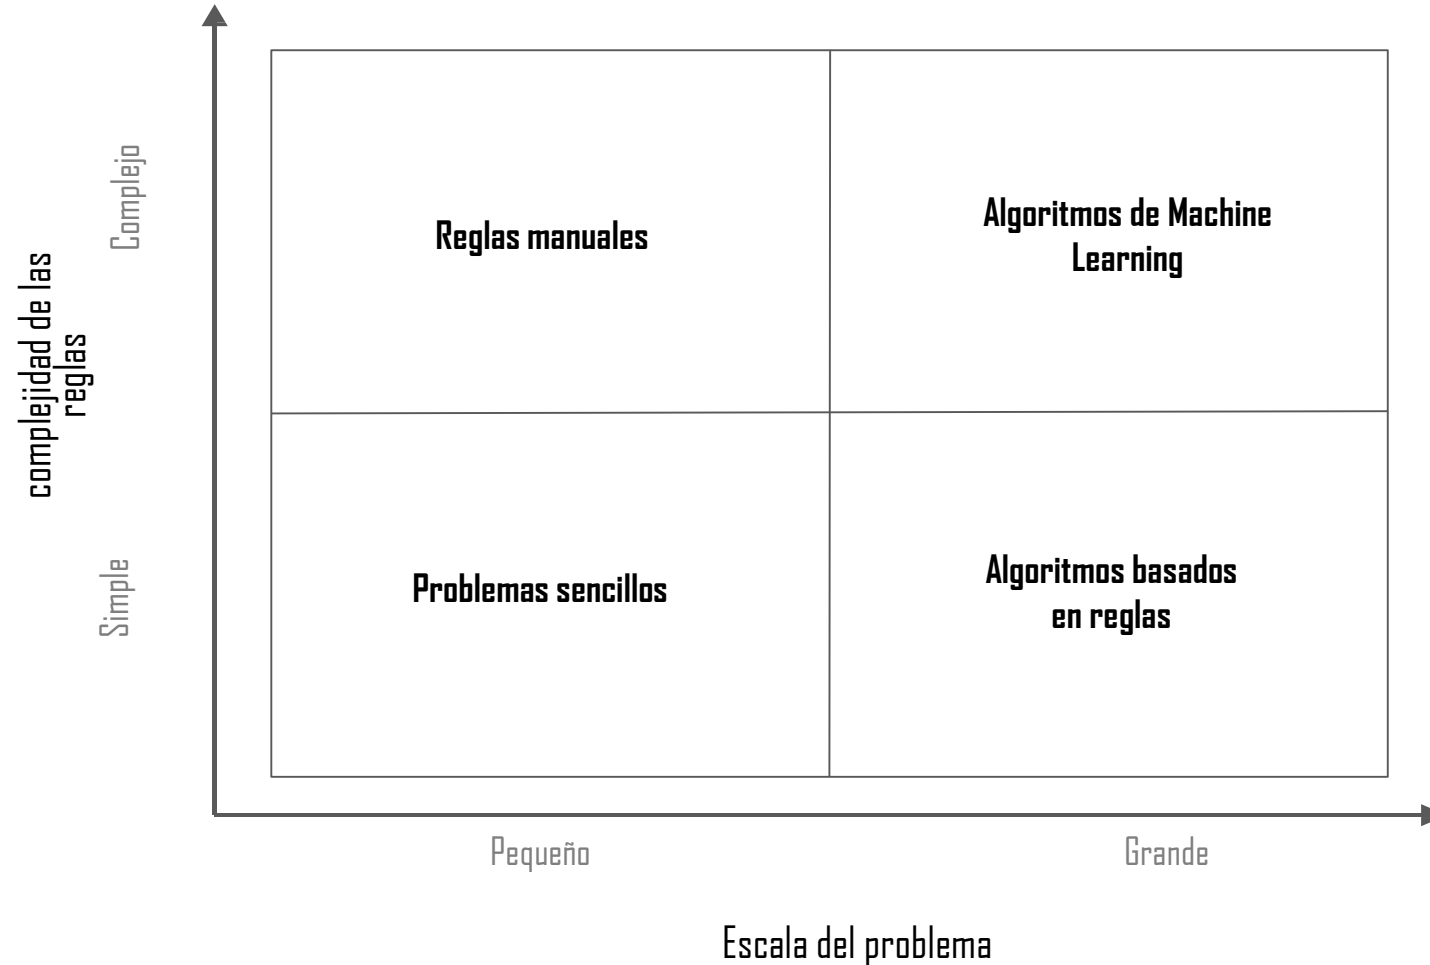 Complejo
Reglas manuales
Algoritmos de Machine
Learning
complejidad de las
reglas
Simple
Problemas sencillos
Algoritmos basados
en reglas
Pequeño
Grande
Escala del problema